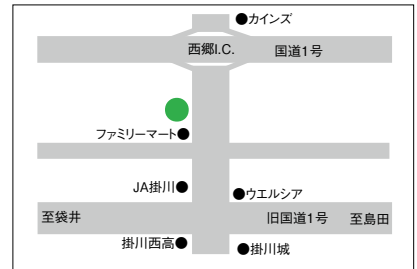 ●カインズ
西郷I.C.
国道1号
ファミリーマート●
JA掛川●
●ウエルシア
至袋井
旧国道1号
至島田
掛川西高●
●掛川城